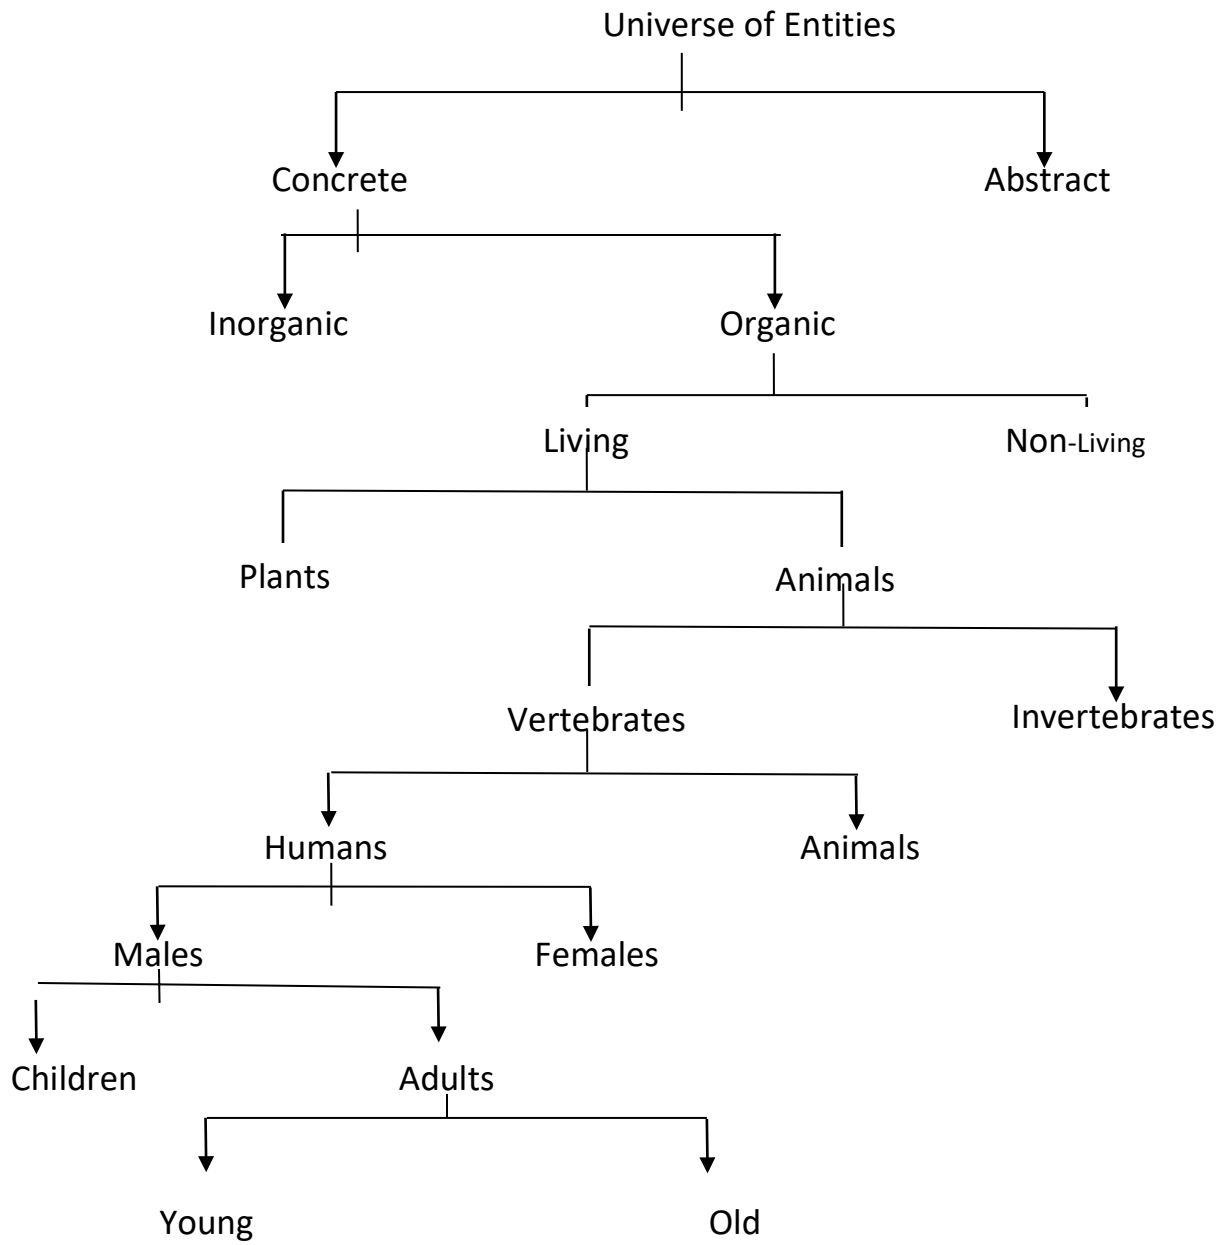 Universe of Entities
Concrete Abstract
Inorganic Organic
Living Non-Living
Plants Animals
Vertebrates Invertebrates
Humans Animals
Males Females
Children Adults
Young Old